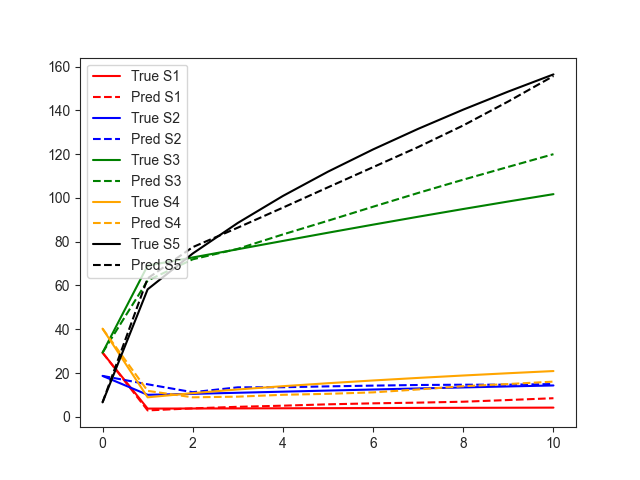 160
140
120
100
80
60
40
20
0
True S1
Pred S1
True S2
Pred S2
True S3
Pred S3
True S4
Pred S4
True S5
Pred S5
0 2 4 6 8 10